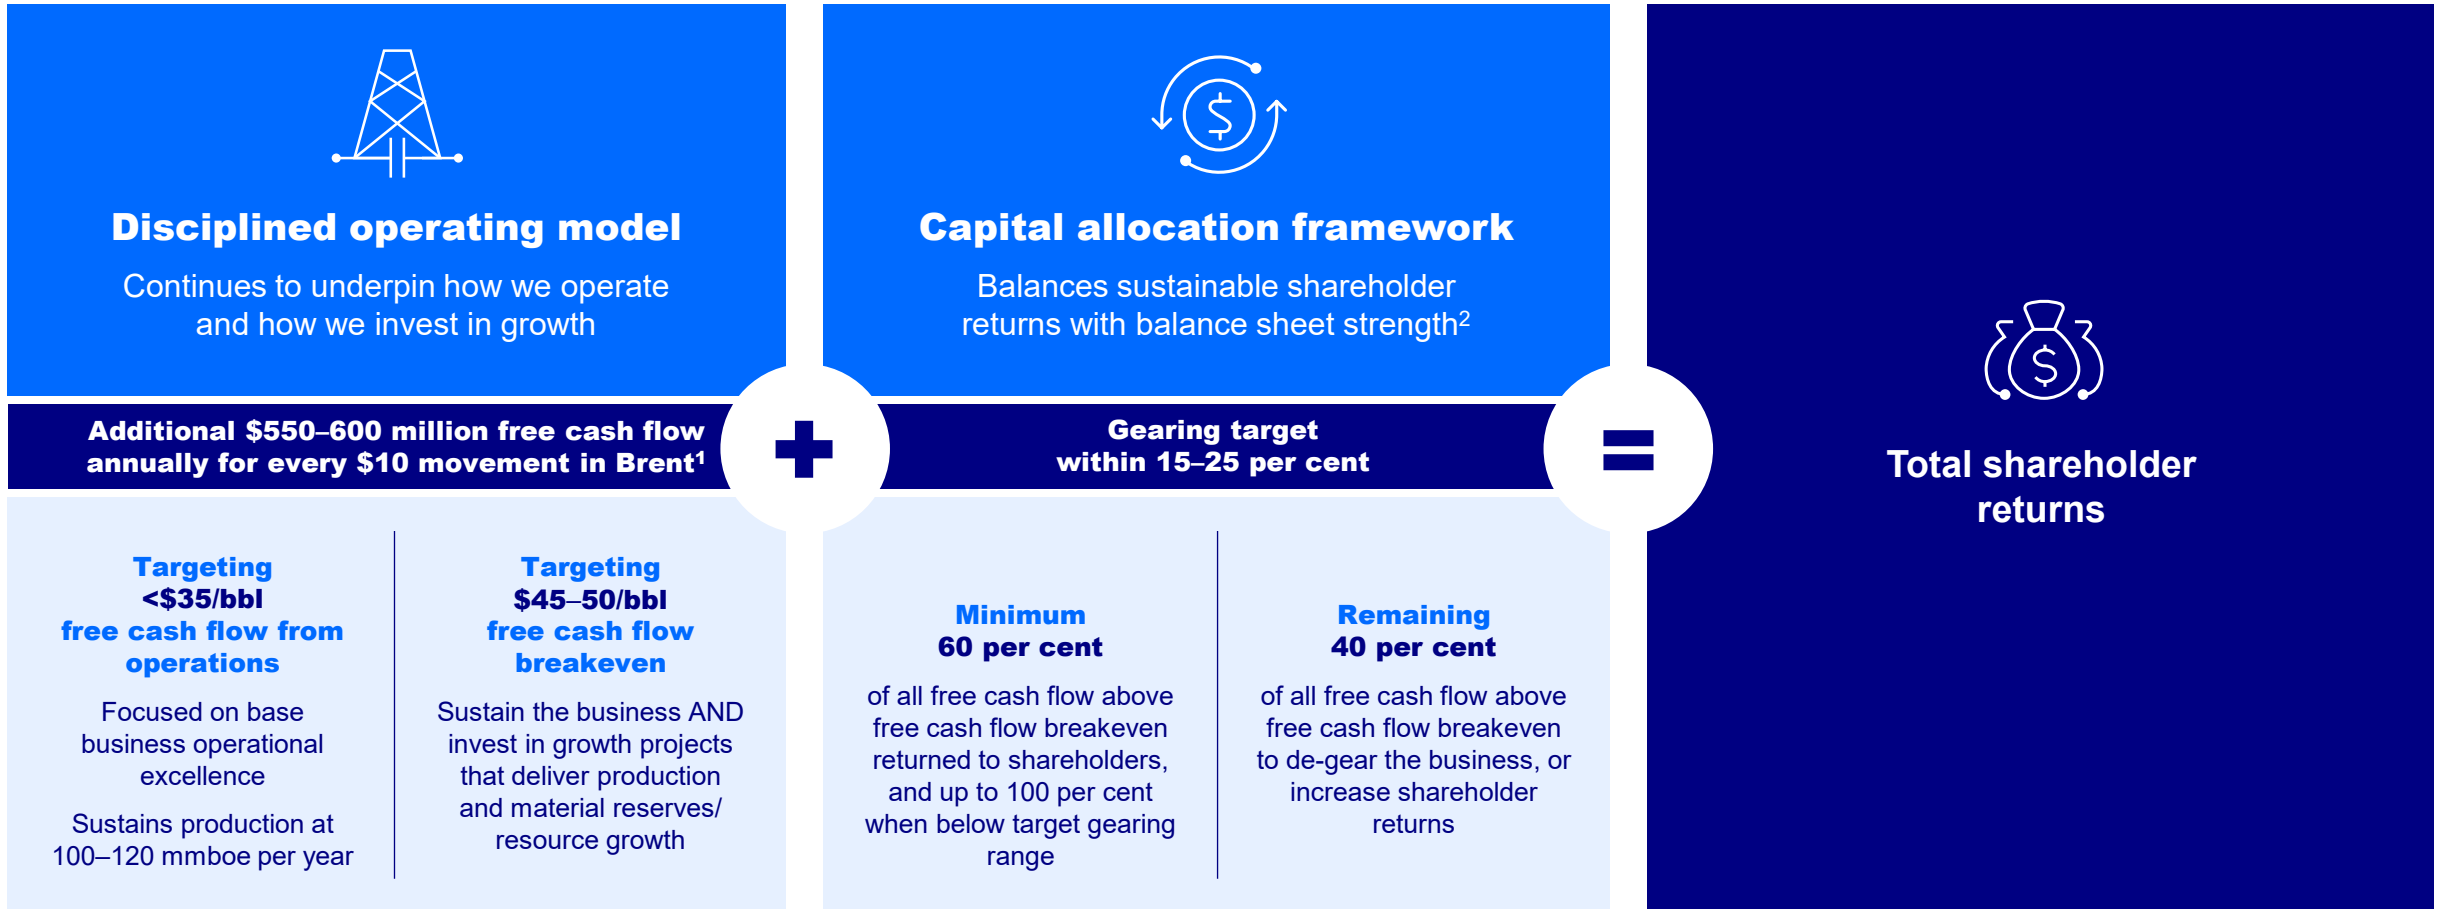 Disciplined operating model
Continues to underpin how we operate
and how we invest in growth
Additional $550–600 million free cash flow
annually for every $10 movement in Brent¹
Targeting
<$35/bbl
free cash flow from
operations
Focused on base
business operational
excellence
Sustains production at
100–120 mmboe per year
Targeting
$45–50/bbl
free cash flow
breakeven
Sustain the business AND
invest in growth projects
that deliver production
and material reserves/
resource growth
Capital allocation framework
Balances sustainable shareholder
returns with balance sheet strength²
Gearing target
within 15–25 per cent
Minimum
60 per cent
of all free cash flow above
free cash flow breakeven
returned to shareholders,
and up to 100 per cent
when below target gearing
range
Remaining
40 per cent
of all free cash flow above
free cash flow breakeven
to de-gear the business, or
increase shareholder
returns
Total shareholder
returns